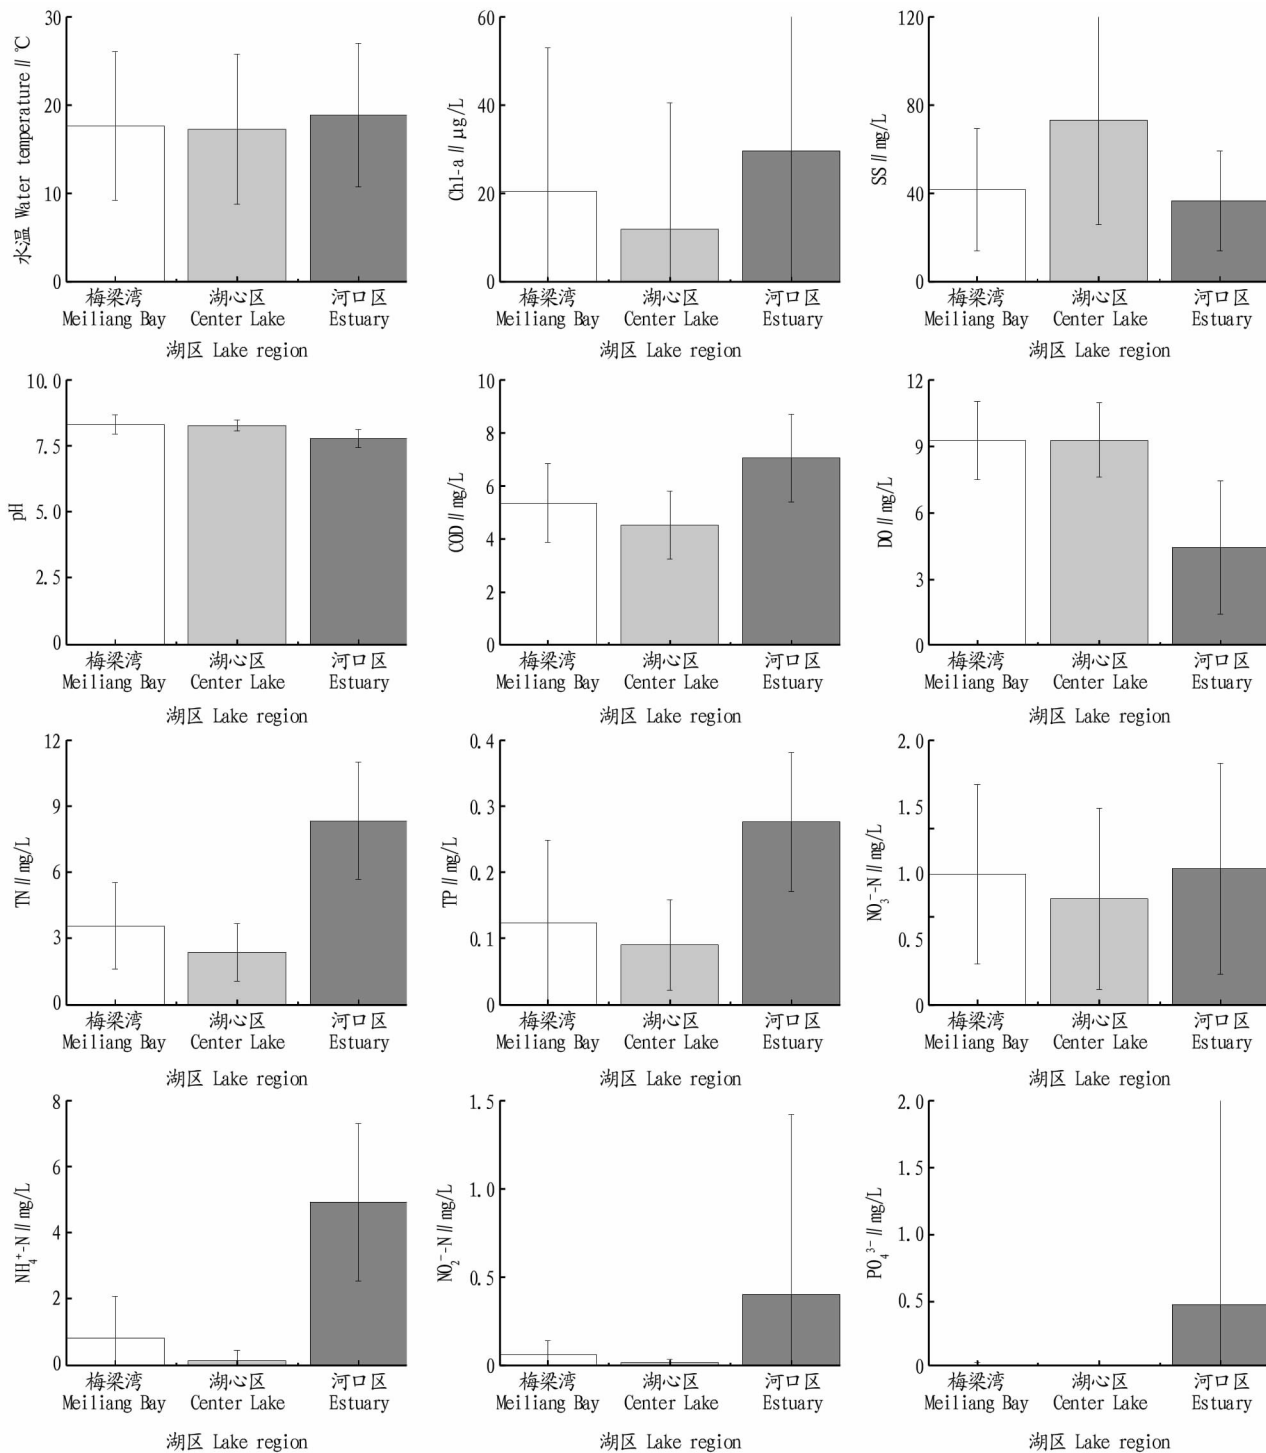 水温 Water temperature // ℃
30
20
10
0
梅梁湾 湖心区 河口区
Meiliang Bay Center Lake Estuary
湖区 Lake region
Chl-a // μg/L
60
40
20
0
梅梁湾 湖心区 河口区
Meiliang Bay Center Lake Estuary
湖区 Lake region
SS // mg/L
120
80
40
0
梅梁湾 湖心区 河口区
Meiliang Bay Center Lake Estuary
湖区 Lake region
pH
10.0
7.5
5.0
2.5
0
梅梁湾 湖心区 河口区
Meiliang Bay Center Lake Estuary
湖区 Lake region
COD // mg/L
10
8
6
4
2
0
梅梁湾 湖心区 河口区
Meiliang Bay Center Lake Estuary
湖区 Lake region
DO // mg/L
12
9
6
3
0
梅梁湾 湖心区 河口区
Meiliang Bay Center Lake Estuary
湖区 Lake region
TN // mg/L
12
9
6
3
0
梅梁湾 湖心区 河口区
Meiliang Bay Center Lake Estuary
湖区 Lake region
TP // mg/L
0.4
0.3
0.2
0.1
0
梅梁湾 湖心区 河口区
Meiliang Bay Center Lake Estuary
湖区 Lake region
NO₃⁻-N // mg/L
2.0
1.5
1.0
0.5
0
梅梁湾 湖心区 河口区
Meiliang Bay Center Lake Estuary
湖区 Lake region
NH₄⁺-N // mg/L
8
6
4
2
0
梅梁湾 湖心区 河口区
Meiliang Bay Center Lake Estuary
湖区 Lake region
NO₂⁻-N // mg/L
1.5
1.0
0.5
0
梅梁湾 湖心区 河口区
Meiliang Bay Center Lake Estuary
湖区 Lake region
PO₄³⁻ // mg/L
2.0
1.5
1.0
0.5
0
梅梁湾 湖心区 河口区
Meiliang Bay Center Lake Estuary
湖区 Lake region